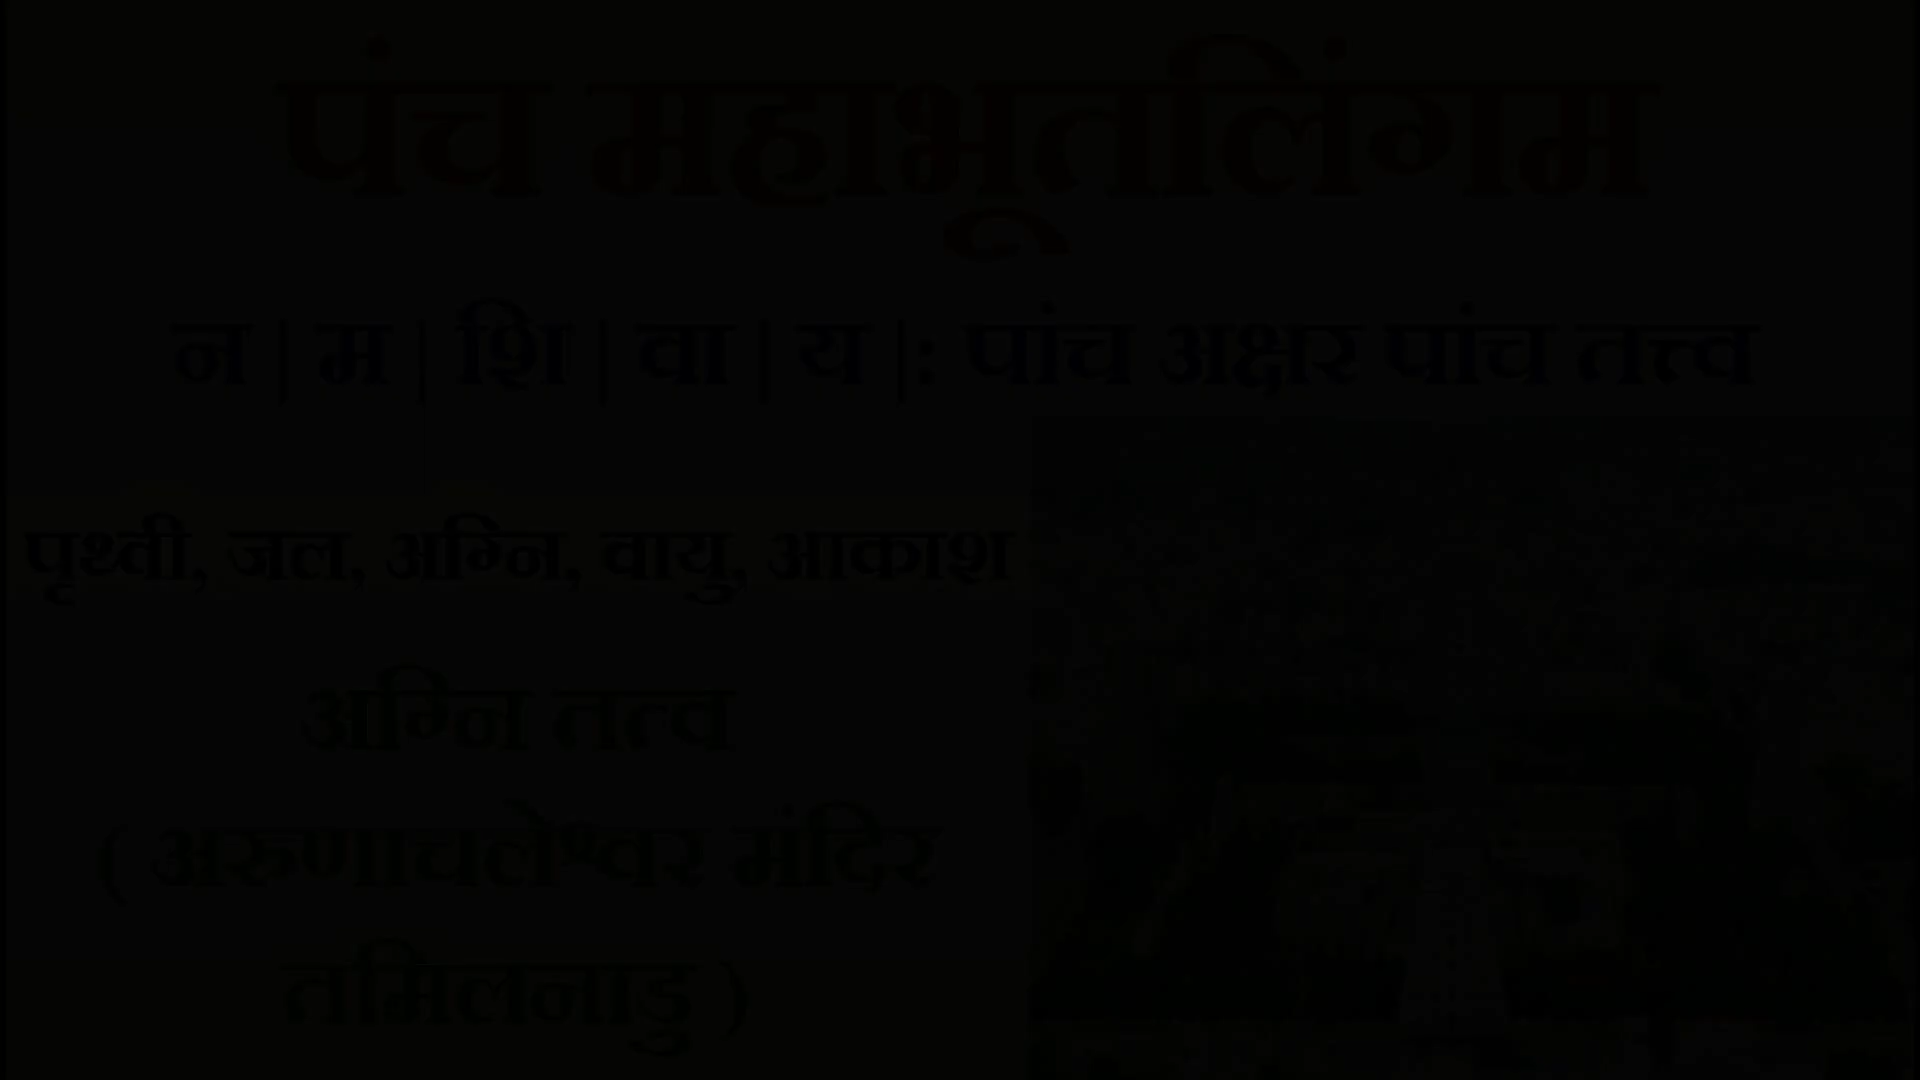 पंच महाभूतलिंगम
न | म | शि | वा | य |: पांच अक्षर पांच तत्त्व
पृथ्वी, जल, अग्नि, वायु, आकाश
अग्नि तत्व
( अरुणाचलेश्वर मंदिर
तमिलनाडु )